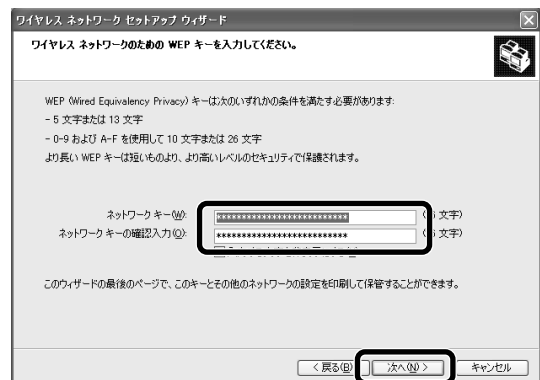 ワイヤレス ネットワーク セットアップ ウィザード
ワイヤレス ネットワークのための WEP キーを入力してください。
WEP (Wired Equivalency Privacy) キーは次のいずれかの条件を満たす必要があります:
- 5 文字または 13 文字
- 0-9 および A-F を使用して 10 文字または 26 文字
より長い WEP キーは短いものより、より高いレベルのセキュリティで保護されます。
ネットワーク キー(W): ************************** 文字)
ネットワーク キーの確認入力(O): ************************** 文字)
このウィザードの最後のページで、このキーとその他のネットワークの設定を印刷して保管することができます。
< 戻る(B) 次へ(N) > キャンセル